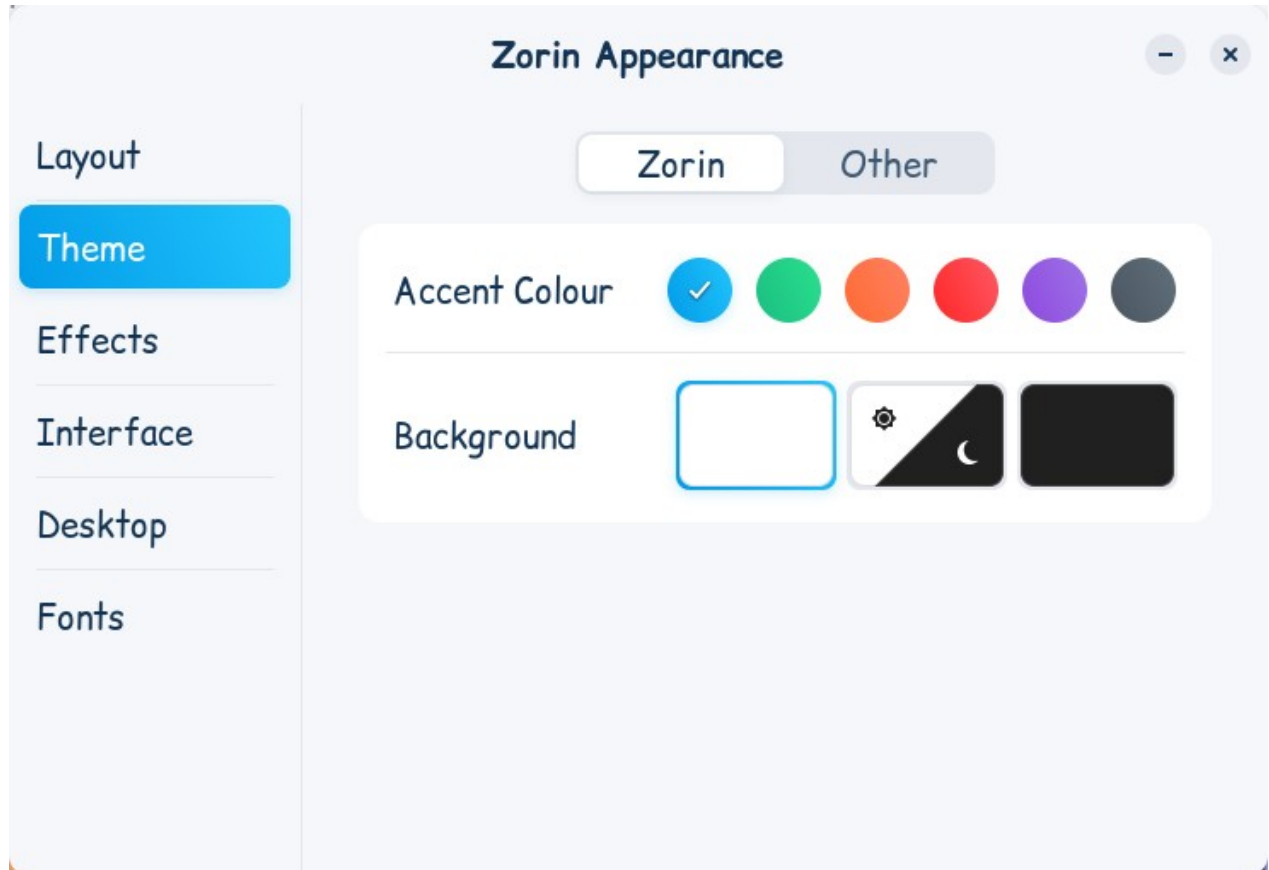 Zorin Appearance
Layout
Theme
Effects
Interface
Desktop
Fonts
Zorin Other
Accent Colour
Background